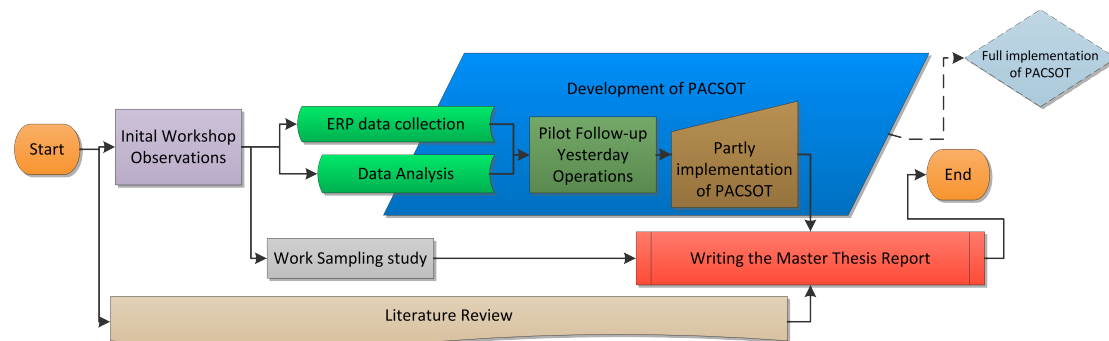 Start
Inital Workshop
Observations
ERP data collection
Data Analysis
Development of PACSOT
Pilot Follow-up
Yesterday
Operations
Partly
implementation
of PACSOT
Full implementation
of PACSOT
End
Work Sampling study
Writing the Master Thesis Report
Literature Review